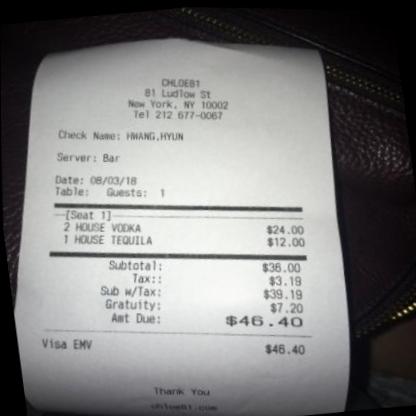 CHLOE81
81 Ludlow St
New York, NY 10002
Tel 212 677-0067
Check Name: HWANG,HYUN
Server: Bar
Date: 08/03/18
Table: Guests: 1
[Seat 1]
2 HOUSE VODKA $24.00
1 HOUSE TEQUILA $12.00
Subtotal: $36.00
Tax:: $3.19
Sub w/Tax: $39.19
Gratuity: $7.20
Amt Due: $46.40
Visa EMV $46.40
Thank You
chloe81.com